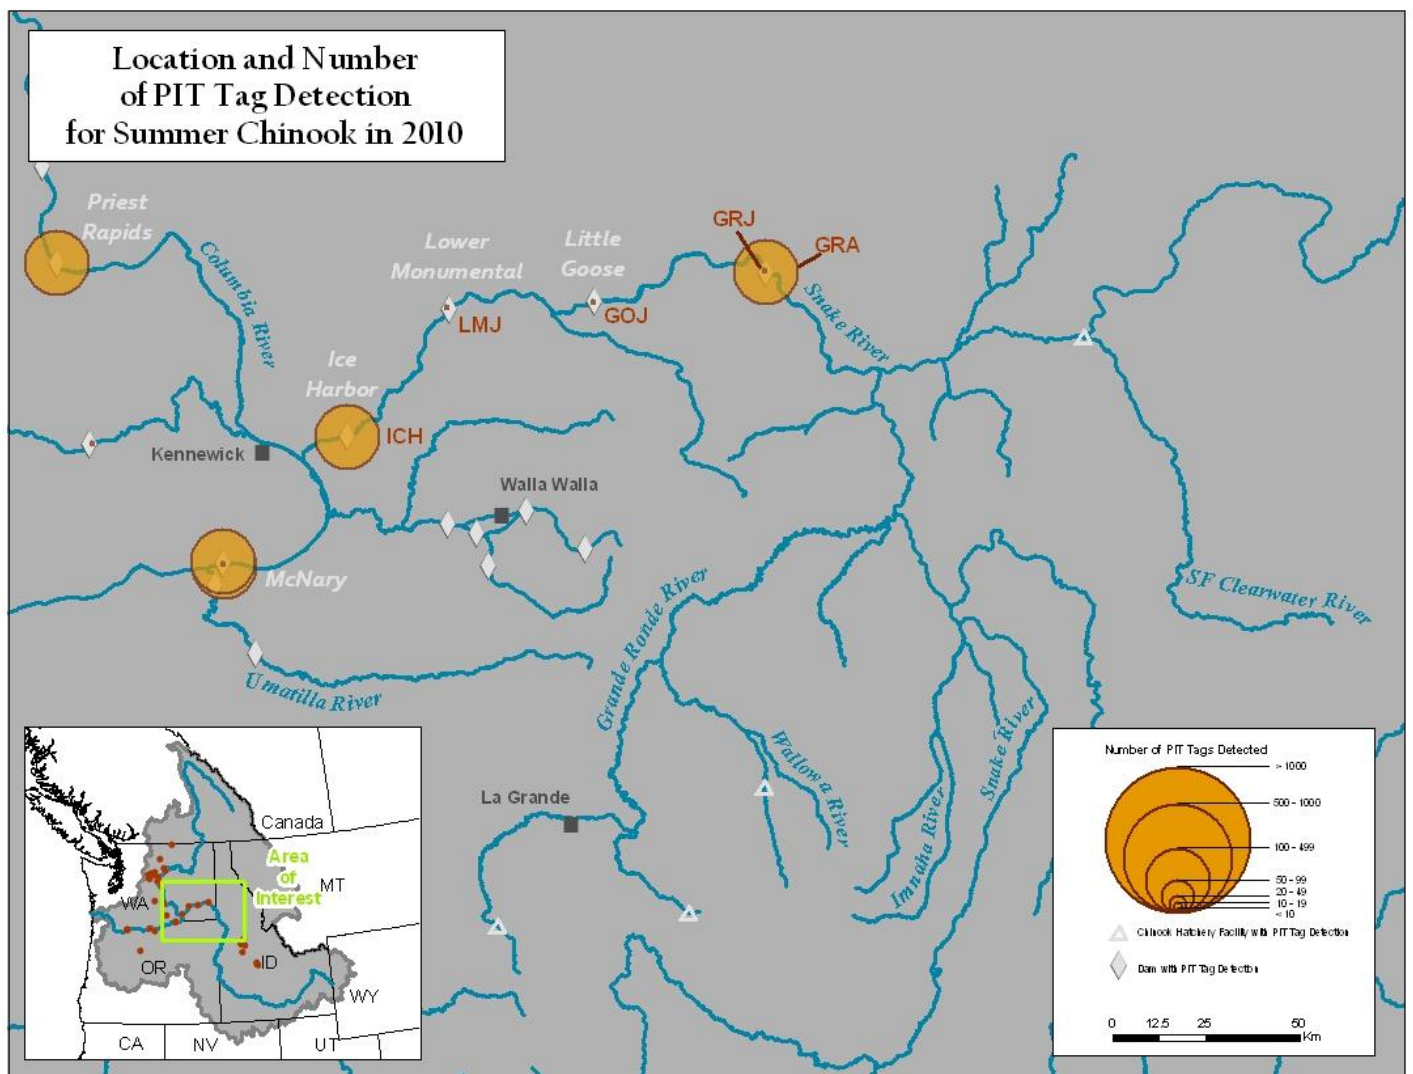 Location and Number
of PIT Tag Detection
for Summer Chinook in 2010
Priest
Rapids
Columbia River
Lower
Monumental
LMJ
Little
Goose
GOJ
GRJ
GRA
Snake River
Ice
Harbor
ICH
Kennewick
Walla Walla
McNary
Umatilla River
SF Clearwater River
Grande Ronde River
Wallowa River
Imnaha River
Snake River
La Grande
Canada
Area
of
Interest
MT
WA
OR
ID
WY
CA
NV
UT
Number of PIT Tags Detected
> 1000
500 - 1000
100 - 499
50 - 99
20 - 49
10 - 19
< 10
Chinook Hatchery Facility with PIT Tag Detection
Dam with PIT Tag Detection
0 12.5 25 50
Km